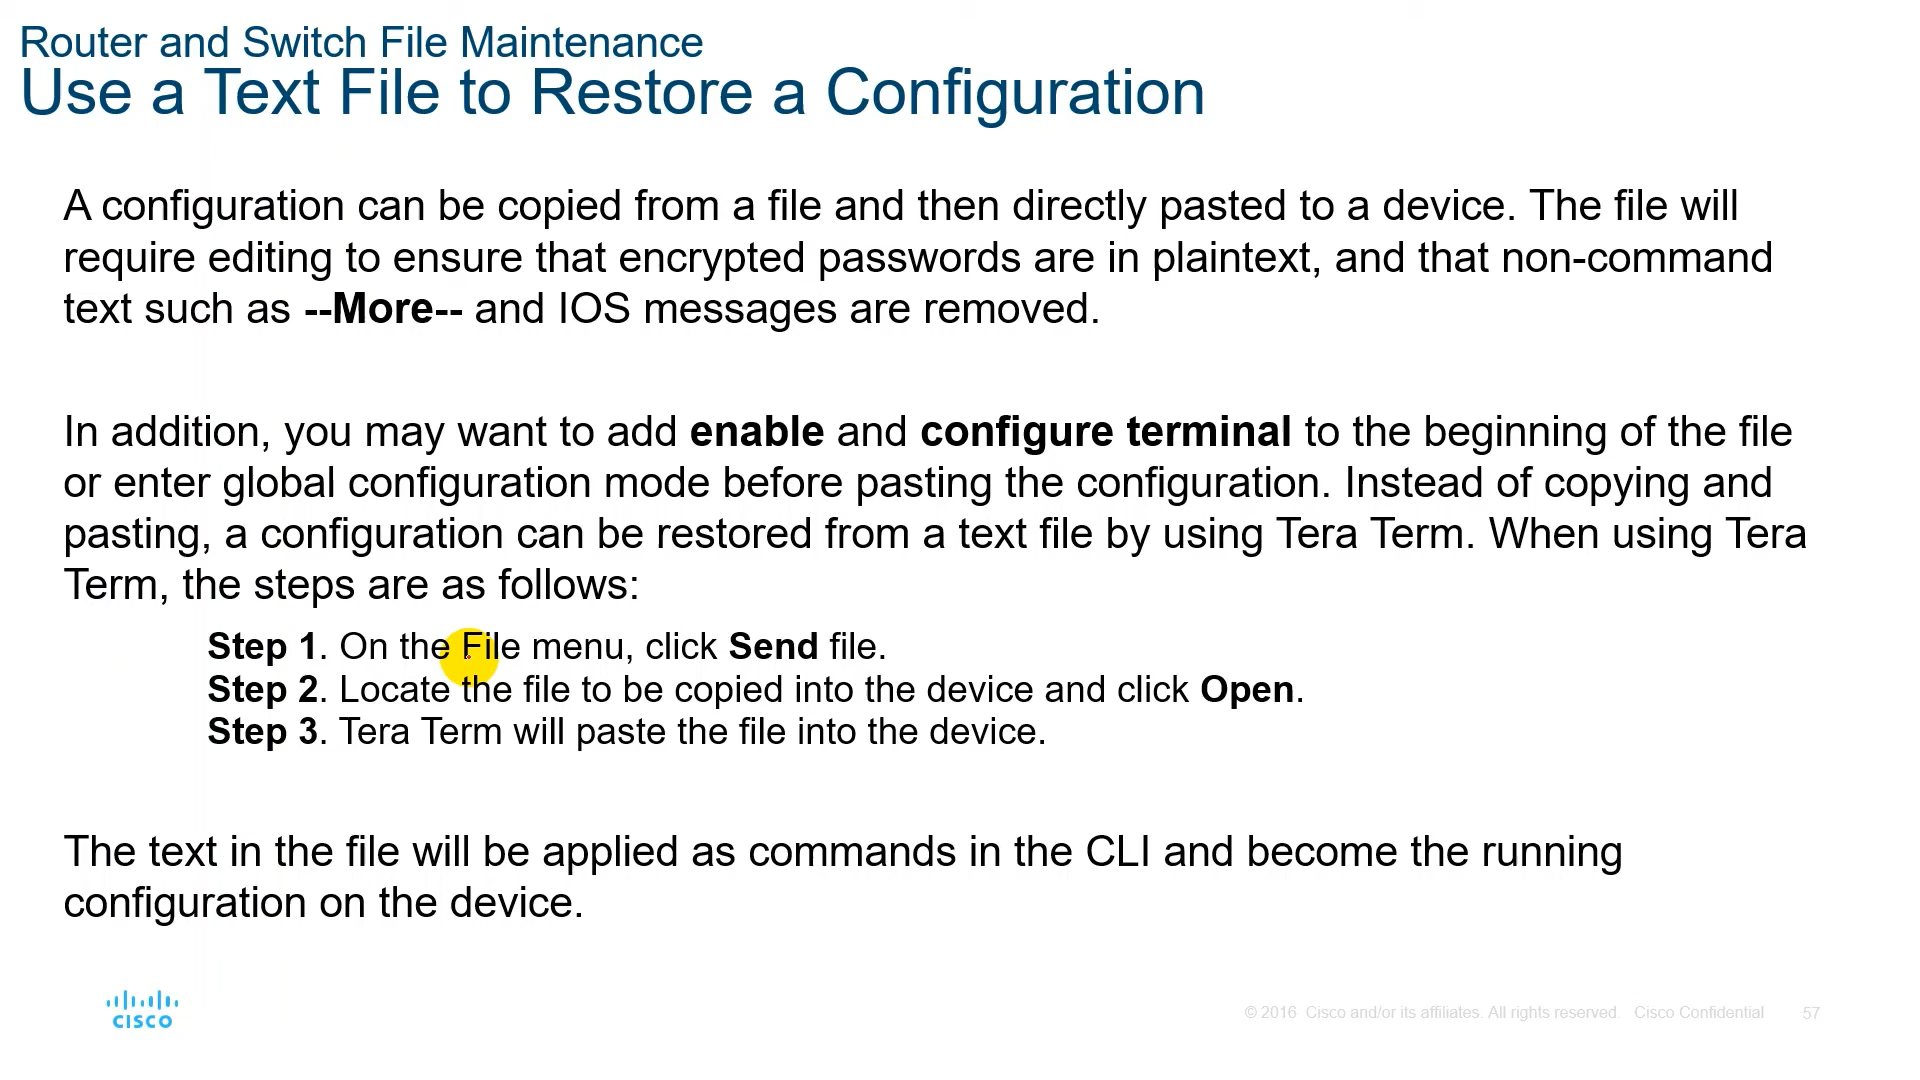 Router and Switch File Maintenance
Use a Text File to Restore a Configuration
A configuration can be copied from a file and then directly pasted to a device. The file will
require editing to ensure that encrypted passwords are in plaintext, and that non-command
text such as --More-- and IOS messages are removed.
In addition, you may want to add enable and configure terminal to the beginning of the file
or enter global configuration mode before pasting the configuration. Instead of copying and
pasting, a configuration can be restored from a text file by using Tera Term. When using Tera
Term, the steps are as follows:
Step 1. On the File menu, click Send file.
Step 2. Locate the file to be copied into the device and click Open.
Step 3. Tera Term will paste the file into the device.
The text in the file will be applied as commands in the CLI and become the running
configuration on the device.
CISCO
© 2016 Cisco and/or its affiliates. All rights reserved. Cisco Confidential 57